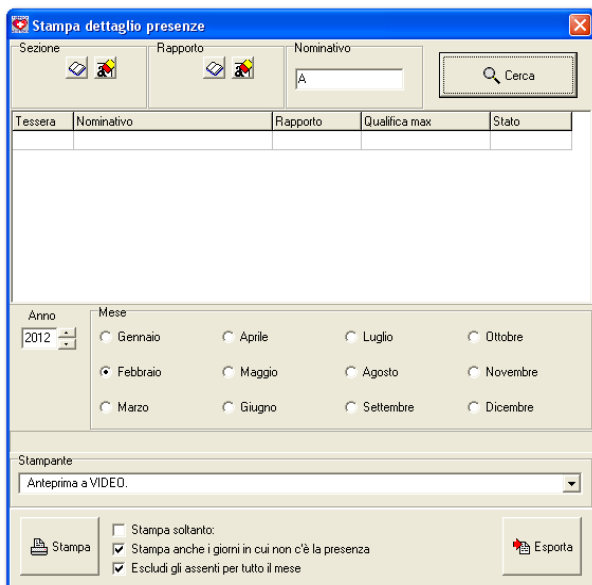 Stampa dettaglio presenze
Sezione Rapporto Nominativo
A
Cerca
Tessera Nominativo Rapporto Qualifica max Stato
Anno Mese
2012 Gennaio Aprile Luglio Ottobre
Febbraio Maggio Agosto Novembre
Marzo Giugno Settembre Dicembre
Stampante
Anteprima a VIDEO.
Stampa soltanto:
Stampa Stampa anche i giorni in cui non c'è la presenza Esporta
Escludi gli assenti per tutto il mese